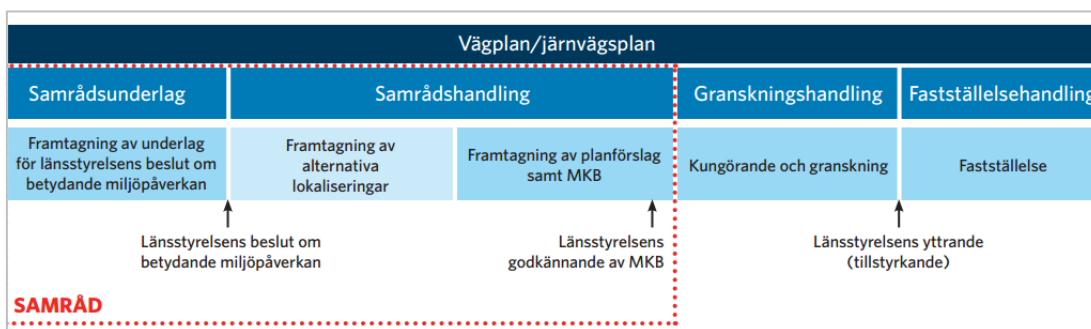 Vägplan/järnvägsplan
Samrådsunderlag
Samrådshandling
Granskningshandling
Fastställelsehandling
Framtagning av underlag
för länsstyrelsens beslut om
betydande miljöpåverkan
Framtagning av
alternativa
lokaliseringar
Framtagning av planförslag
samt MKB
Kungörande och granskning
Fastställelse
Länsstyrelsens beslut om
betydande miljöpåverkan
Länsstyrelsens
godkännande av MKB
Länsstyrelsens yttrande
(tillstyrkande)
SAMRÅD